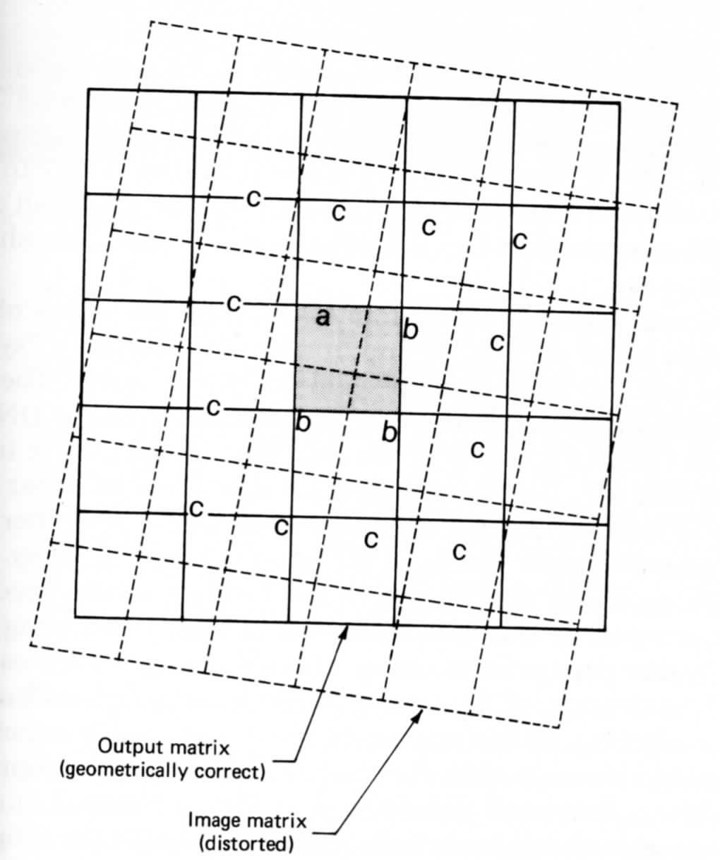 c c c c
c a b c
c b b c
c c c c
Output matrix
(geometrically correct)
Image matrix
(distorted)